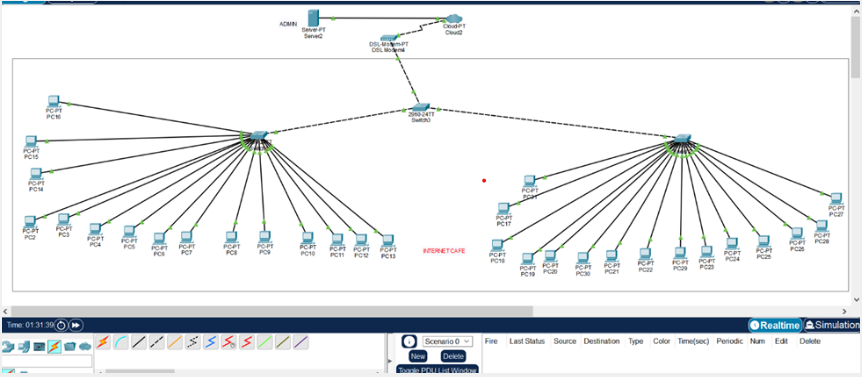 ADMIN
Server-PT
Server2
Cloud-PT
Cloud2
DSL-Modem-PT
DSL Modem4
2960-24TT
Switch3
PC-PT
PC16
PC-PT
PC15
PC-PT
PC14
PC-PT
PC2
PC-PT
PC3
PC-PT
PC4
PC-PT
PC5
PC-PT
PC6
PC-PT
PC7
PC-PT
PC8
PC-PT
PC9
PC-PT
PC10
PC-PT
PC11
PC-PT
PC12
PC-PT
PC13
INTERNET CAFE
PC-PT
PC-PT
PC17
PC-PT
PC18
PC-PT
PC19
PC-PT
PC20
PC-PT
PC30
PC-PT
PC21
PC-PT
PC22
PC-PT
PC29
PC-PT
PC23
PC-PT
PC24
PC-PT
PC25
PC-PT
PC-PT
PC28
PC-PT
PC27
Time: 01:31:39
Realtime
Simulation
Scenario 0
New
Delete
Toggle PDU List Window
Fire Last Status Source Destination Type Color Time(sec) Periodic Num Edit Delete